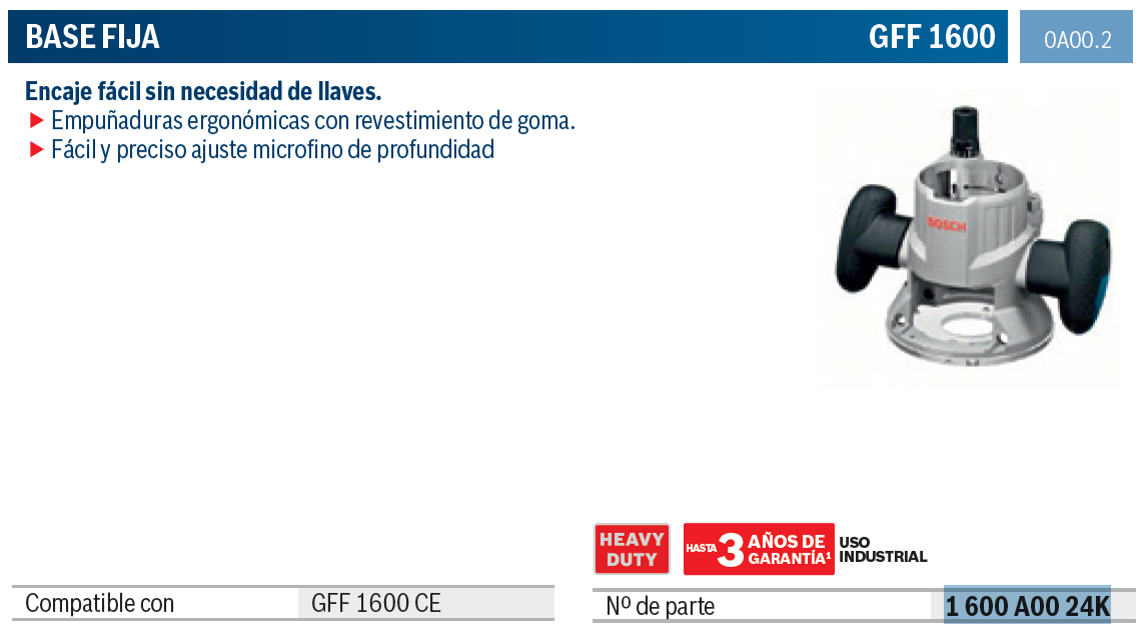 BASE FIJA GFF 1600 0A00.2
Encaje fácil sin necesidad de llaves.
Empuñaduras ergonómicas con revestimiento de goma.
Fácil y preciso ajuste microfino de profundidad
BOSCH
HEAVY
DUTY
HASTA 3 AÑOS DE
GARANTÍA¹
USO
INDUSTRIAL
Compatible con GFF 1600 CE
Nº de parte 1 600 A00 24K